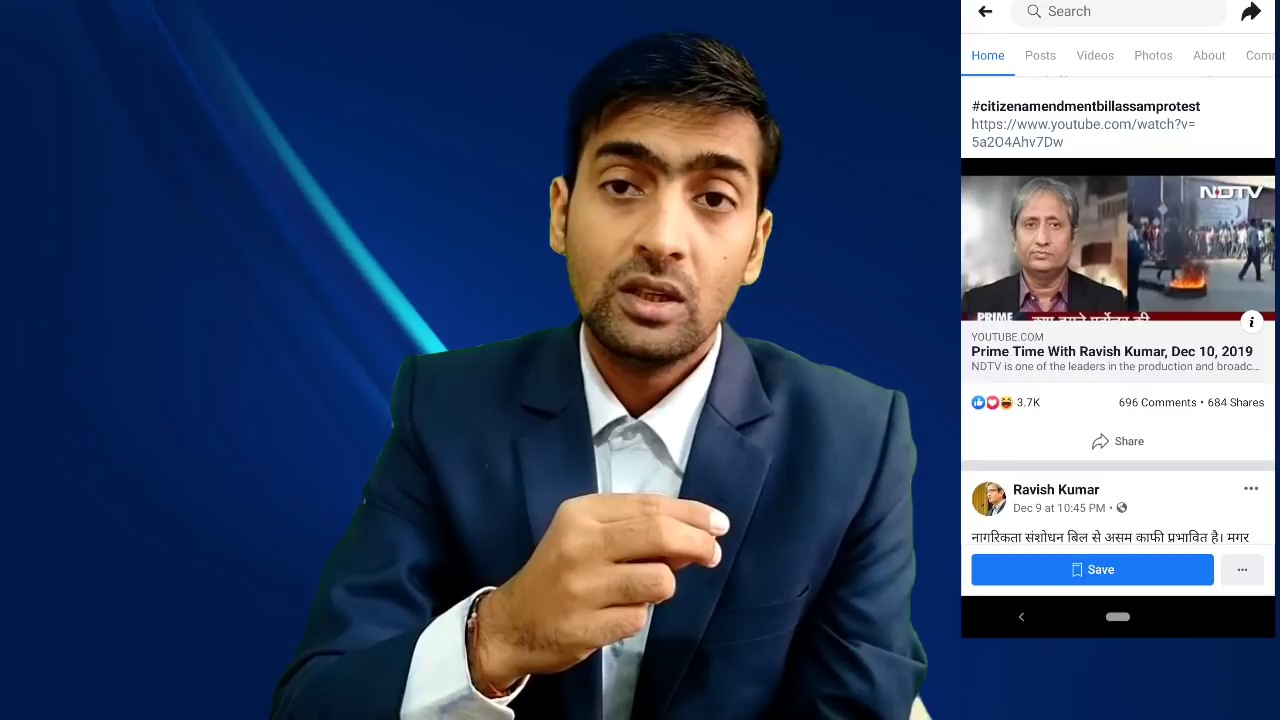 Search
Home Posts Videos Photos About
#citizenamendmentbillassamprotest
https://www.youtube.com/watch?v=
5a2O4Ahv7Dw
NDTV
PRIME
YOUTUBE.COM
Prime Time With Ravish Kumar, Dec 10, 2019
NDTV is one of the leaders in the production and broadc...
3.7K 696 Comments • 684 Shares
Share
Ravish Kumar
Dec 9 at 10:45 PM •
नागरिकता संशोधन बिल से असम काफी प्रभावित है। मगर
Save